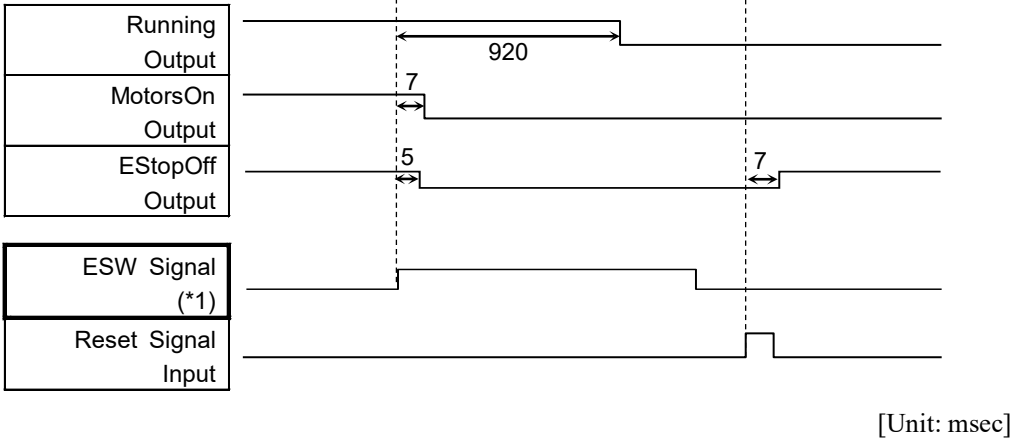 Running
Output
920
MotorsOn
Output
7
EStopOff
Output
5
7
ESW Signal
(*1)
Reset Signal
Input
[Unit: msec]